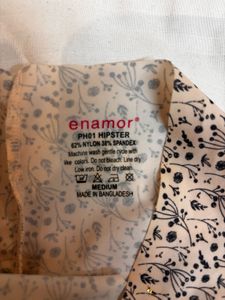 enamor®
PH01 HIPSTER
62% NYLON 38% SPANDEX
Machine wash gentle cycle with
like colors. Do not bleach. Line dry.
Low iron. Do not dry clean.
MEDIUM
MADE IN BANGLADESH